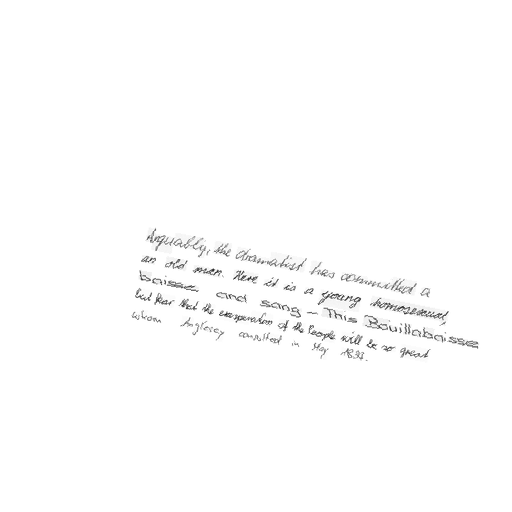 Arguably, the dramatist has committed a
an old man. Here it is a young homosexual,
baisse and sang - This Bouillabaisse
but fear that the exasperation of the People will be so great
whom Anglesey consulted in May 1833.